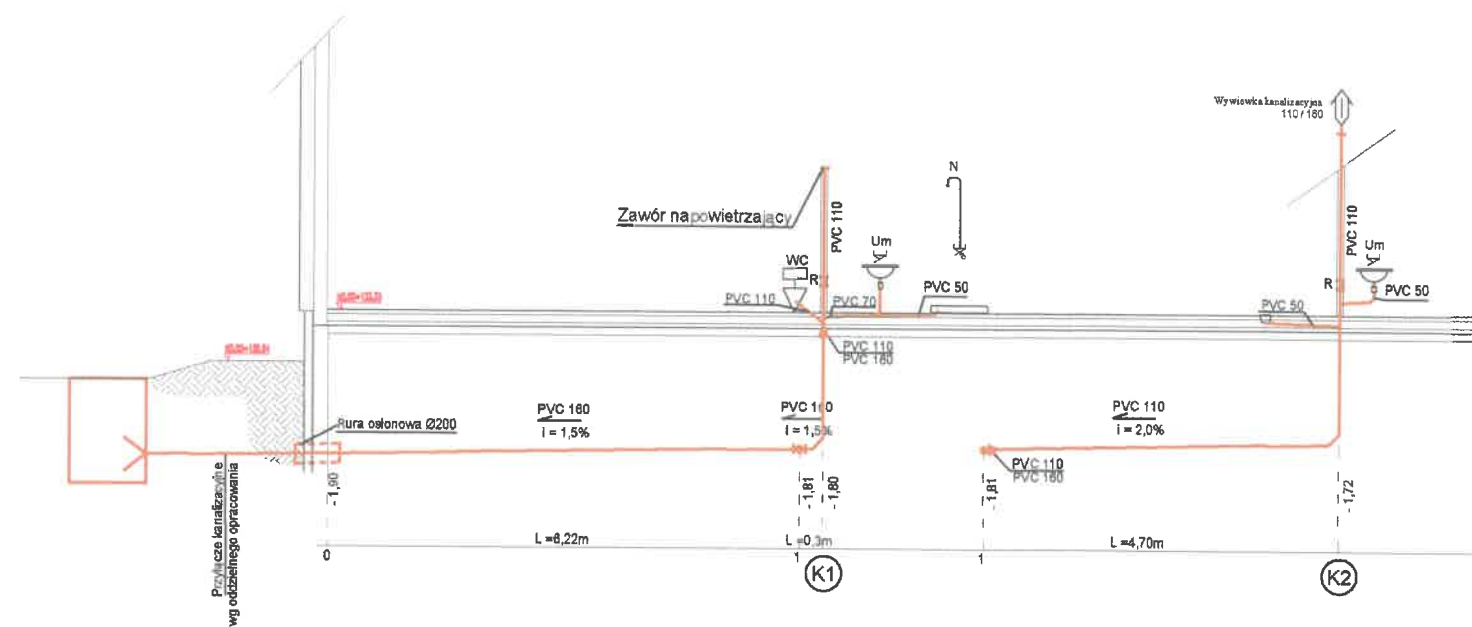 Wywiewka kanalizacyjna
110 / 160
Zawór napowietrzający
PVC 110
N
WC
R
Um
PVC 110
PVC 70
PVC 50
PVC 110
PVC 160
PVC 110
R
Um
PVC 50
PVC 50
Rura osłonowa Ø200
PVC 160
i = 1,5%
PVC 160
i = 1,5%
PVC 110
i = 2,0%
PVC 110
PVC 160
Przyłącze kanalizacyjne
wg oddzielnego opracowania
- 1,90
- 1,81
- 1,80
- 1,81
- 1,72
L =6,22m
L =0,3m
L =4,70m
0
1
1
K1
K2